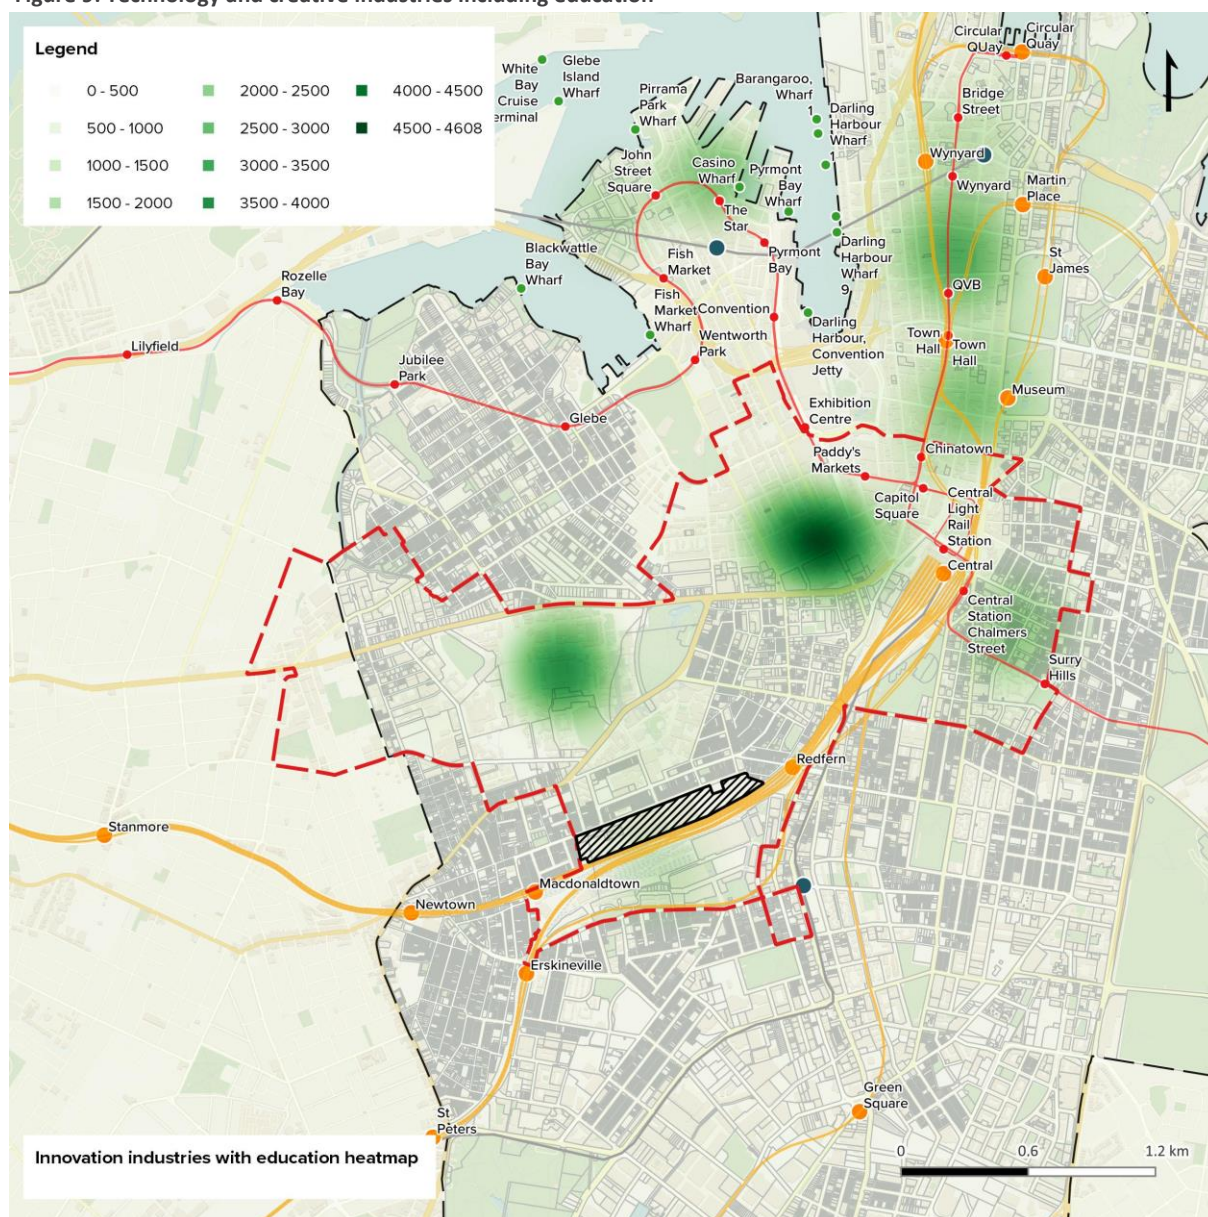 Figure 9: Technology and creative industries including education
Legend
0 - 500
500 - 1000
1000 - 1500
1500 - 2000
2000 - 2500
2500 - 3000
3000 - 3500
3500 - 4000
4000 - 4500
4500 - 4608
White
Bay
Cruise
erminal
Glebe
Island
Wharf
Pirrama
Park
Wharf
Barangaroo,
Wharf
1
Darling
Harbour
Wharf
1
Circular
QUay
Circular
Quay
Bridge
Street
Wynyard
Wynyard
Martin
Place
St
James
John
Street
Square
Casino
Wharf
The
Star
Pyrmont
Bay
Wharf
Pyrmont
Bay
Darling
Harbour
Wharf
9
Blackwattle
Bay
Wharf
Fish
Market
Fish
Market
Wharf
Convention
Wentworth
Park
Darling
Harbour,
Convention
Jetty
QVB
Town
Hall
Town
Hall
Museum
Rozelle
Bay
Lilyfield
Jubilee
Park
Glebe
Exhibition
Centre
Paddy's
Markets
Chinatown
Capitol
Square
Central
Light
Rail
Station
Central
Central
Station
Chalmers
Street
Surry
Hills
Redfern
Stanmore
Macdonaldtown
Newtown
Erskineville
Green
Square
St
Peters
Innovation industries with education heatmap
0 0.6 1.2 km